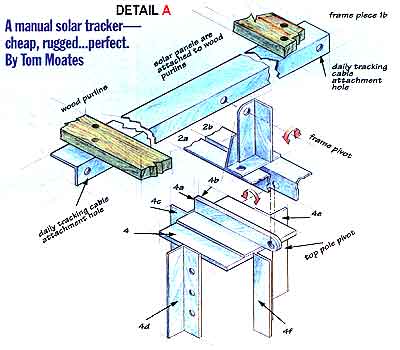 DETAIL A
A manual solar tracker—
cheap, rugged...perfect.
By Tom Moates
frame piece 1b
solar panels are
attached to wood
purline
daily tracking
cable
attachment
hole
wood purline
2b
2a
frame pivot
4b
4a
4c
4e
daily tracking cable
attachment hole
4
top pole pivot
4d
4f